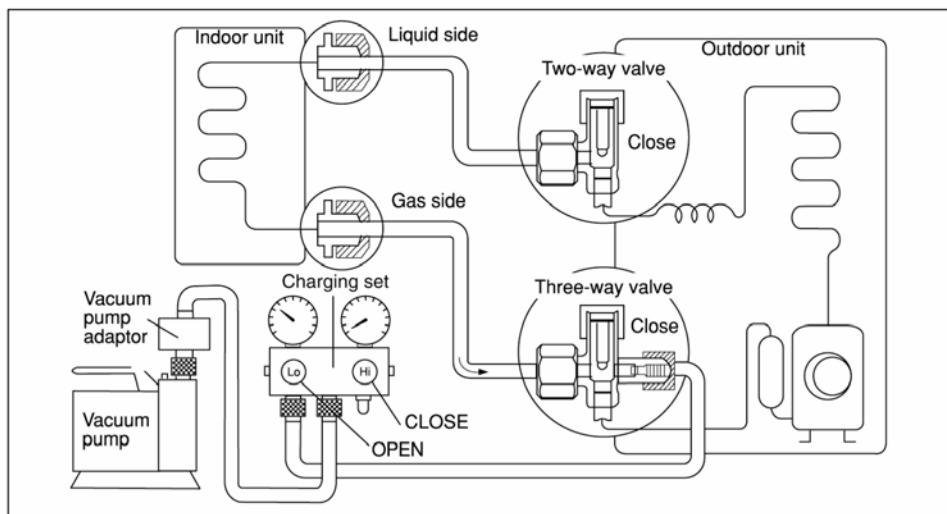 Indoor unit
Liquid side
Outdoor unit
Two-way valve
Close
Gas side
Charging set
Three-way valve
Close
Vacuum
pump
adaptor
Lo
Hi
CLOSE
OPEN
Vacuum
pump